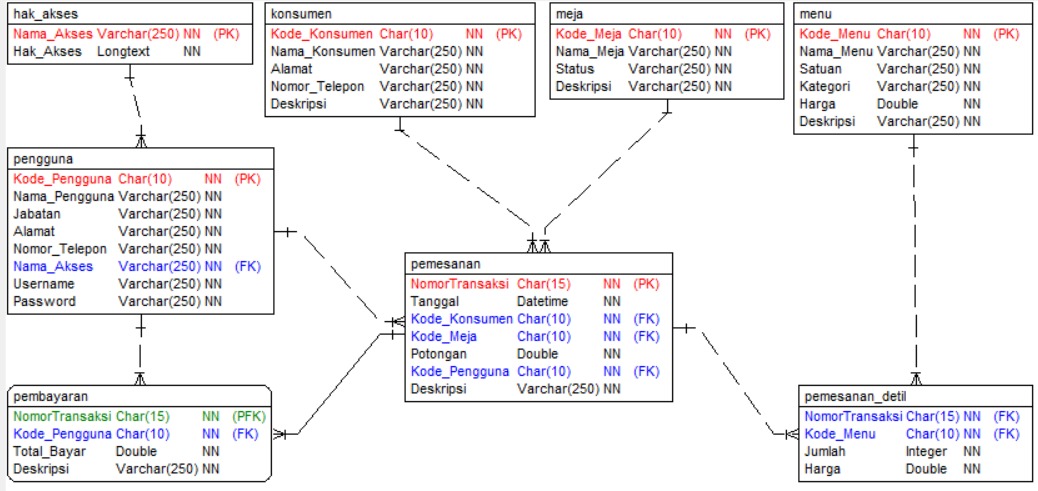 hak_akses
Nama_Akses Varchar(250) NN (PK)
Hak_Akses Longtext NN
konsumen
Kode_Konsumen Char(10) NN (PK)
Nama_Konsumen Varchar(250) NN
Alamat Varchar(250) NN
Nomor_Telepon Varchar(250) NN
Deskripsi Varchar(250) NN
meja
Kode_Meja Char(10) NN (PK)
Nama_Meja Varchar(250) NN
Status Varchar(250) NN
Deskripsi Varchar(250) NN
menu
Kode_Menu Char(10) NN (PK)
Nama_Menu Varchar(250) NN
Satuan Varchar(250) NN
Kategori Varchar(250) NN
Harga Double NN
Deskripsi Varchar(250) NN
pengguna
Kode_Pengguna Char(10) NN (PK)
Nama_Pengguna Varchar(250) NN
Jabatan Varchar(250) NN
Alamat Varchar(250) NN
Nomor_Telepon Varchar(250) NN
Nama_Akses Varchar(250) NN (FK)
Username Varchar(250) NN
Password Varchar(250) NN
pemesanan
NomorTransaksi Char(15) NN (PK)
Tanggal Datetime NN
Kode_Konsumen Char(10) NN (FK)
Kode_Meja Char(10) NN (FK)
Potongan Double NN
Kode_Pengguna Char(10) NN (FK)
Deskripsi Varchar(250) NN
pembayaran
NomorTransaksi Char(15) NN (PFK)
Kode_Pengguna Char(10) NN (FK)
Total_Bayar Double NN
Deskripsi Varchar(250) NN
pemesanan_detil
NomorTransaksi Char(15) NN (FK)
Kode_Menu Char(10) NN (FK)
Jumlah Integer NN
Harga Double NN